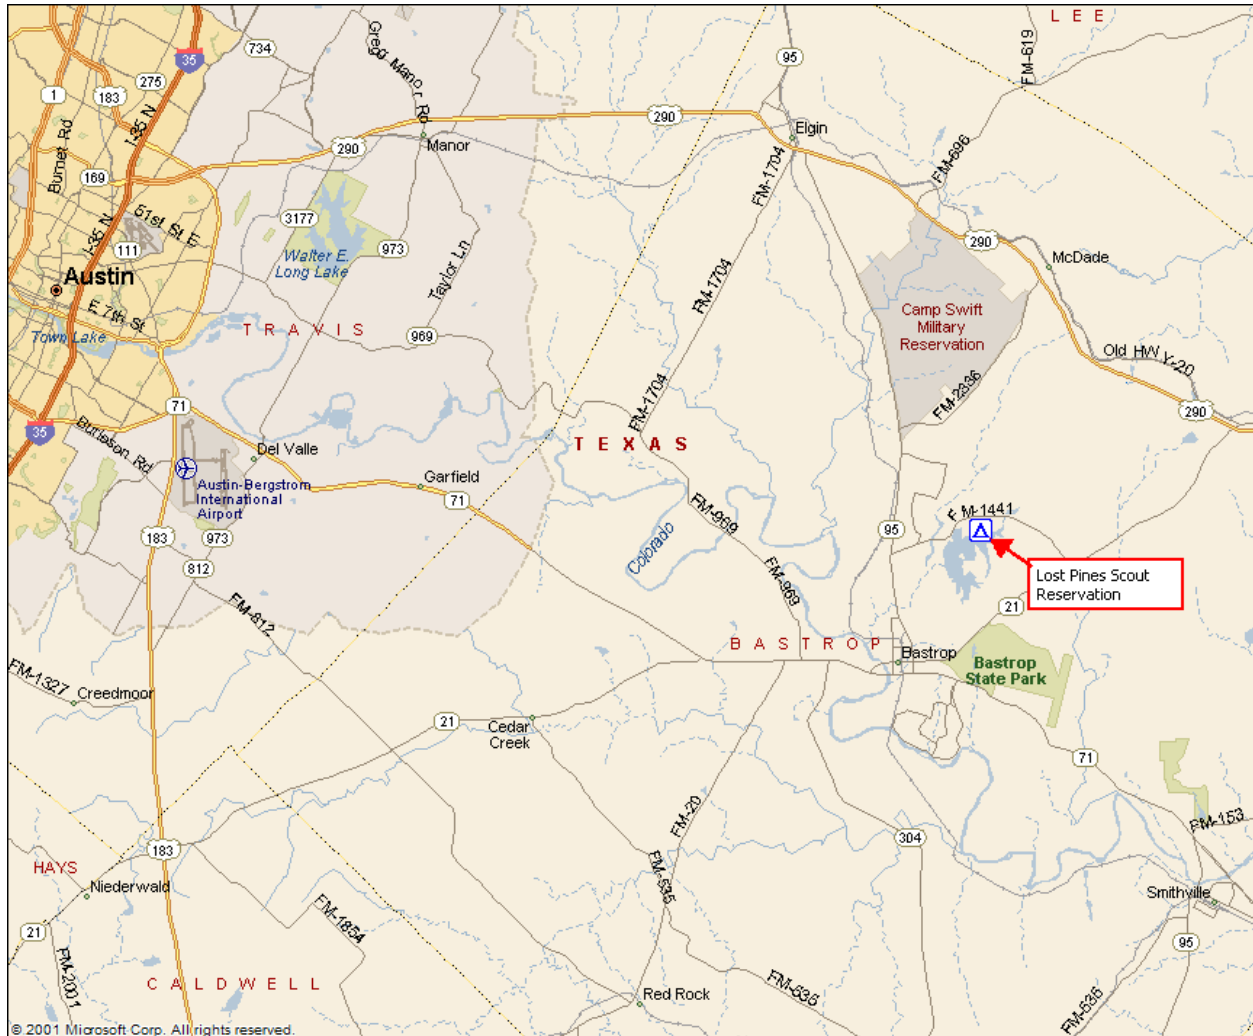 LEE
734
Gregg Manor Rd
35
95
FM-619
275
1
183
I-35 N
Burnet Rd
290
290
Elgin
Manor
169
FM-1704
FM-696
51st St E
3177
I-35 N
111
973
290
Walter E.
Long Lake
McDade
Austin
Taylor Ln
FM-1704
E 7th St
TRAVIS
Camp Swift
Military
Reservation
Town Lake
969
Old HWY-20
FM-1704
FM-2336
71
290
35
Burleson Rd
TEXAS
Del Valle
Garfield
Austin-Bergstrom
International
Airport
71
FM-969
FM-1441
183
973
95
Colorado
812
FM-969
Lost Pines Scout
Reservation
FM-812
21
BASTROP
Bastrop
Bastrop
State Park
FM-1327
Creedmoor
21
Cedar
Creek
71
FM-20
FM-153
304
183
HAYS
Niederwald
FM-535
Smithville
FM-1854
21
95
FM-2001
CALDWELL
Red Rock
FM-535
FM-535
© 2001 Microsoft Corp. All rights reserved.